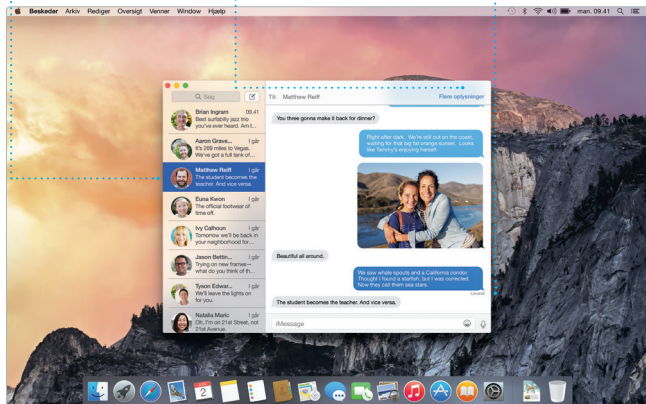 Beskeder Arkiv Rediger Oversigt Venner Window Hjælp man. 09.41
Søg
Til: Matthew Reiff Flere oplysninger
Brian Ingram 09.41
Best surfabilly jazz trio
you've ever heard. Am I...
Aaron Grave... I går
It's 269 miles to Vegas.
We've got a full tank of...
Matthew Reiff I går
The student becomes the
teacher. And vice versa.
Euna Kwon I går
The official footwear of
time off.
Ivy Calhoun I går
Tomorrow we'll be back in
your neighborhood for...
Jason Bettin... I går
Trying on new frames—
what do you think of th...
Tyson Edwar... I går
We'll leave the lights on
for you.
Natalia Maric I går
Oh, I'm on 21st Street, not
21st Avenue.
You three gonna make it back for dinner?
Right after dark. We're still out on the coast,
waiting for that big fat orange sunset. Looks
like Tammy's enjoying herself.
Beautiful all around.
We saw whale spouts and a California condor.
Thought I found a starfish, but I was corrected.
Now they call them sea stars.
The student becomes the teacher. And vice versa.
iMessage
2